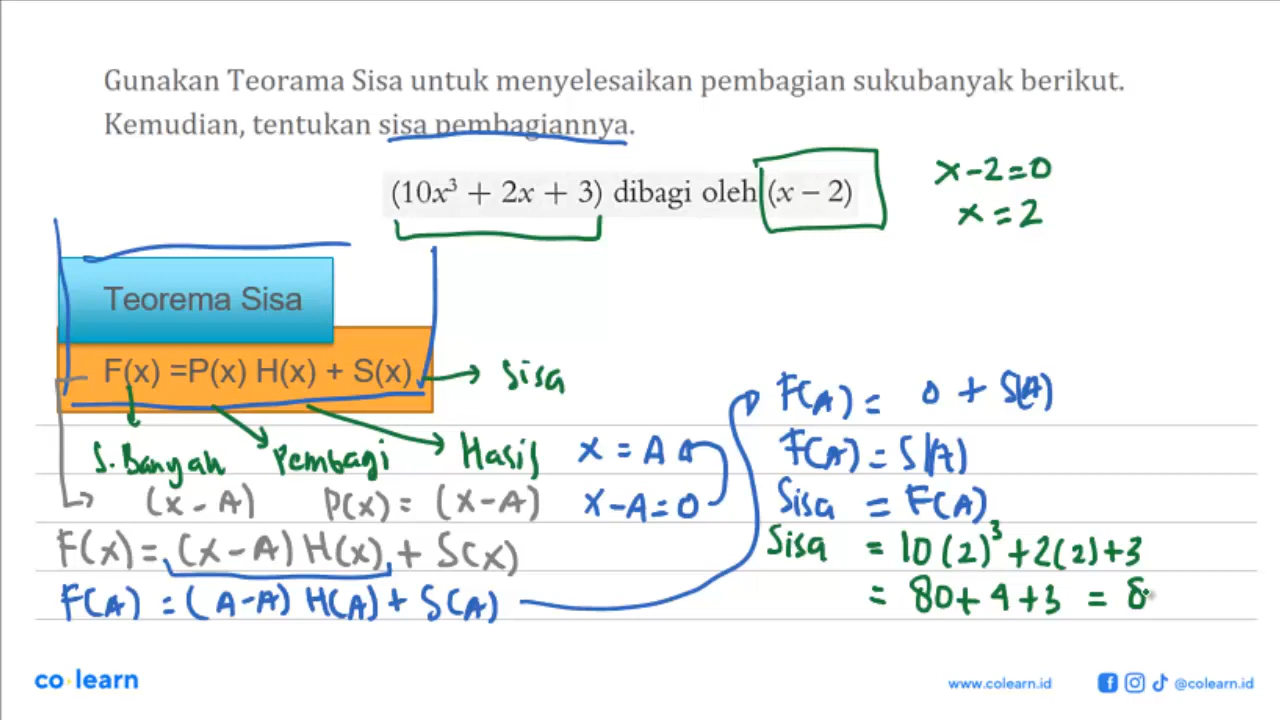 Gunakan Teorama Sisa untuk menyelesaikan pembagian sukubanyak berikut.
Kemudian, tentukan sisa pembagiannya.
(10x³ + 2x + 3) dibagi oleh (x − 2)
x-2=0
x = 2
Teorema Sisa
F(x) =P(x) H(x) + S(x)
Sisa
S. Banyak
Pembagi
Hasil
(x - A)
P(x) = (x-A)
F(x) = (x-A) H(x) + S(x)
F(A) = (A-A) H(A) + S(A)
x = A
x-A=0
F(A) = 0 + S(A)
F(A) = S(A)
Sisa = F(A)
Sisa = 10(2)³+2(2)+3
= 80+4+3 = 8
co learn
www.colearn.id
@colearn.id